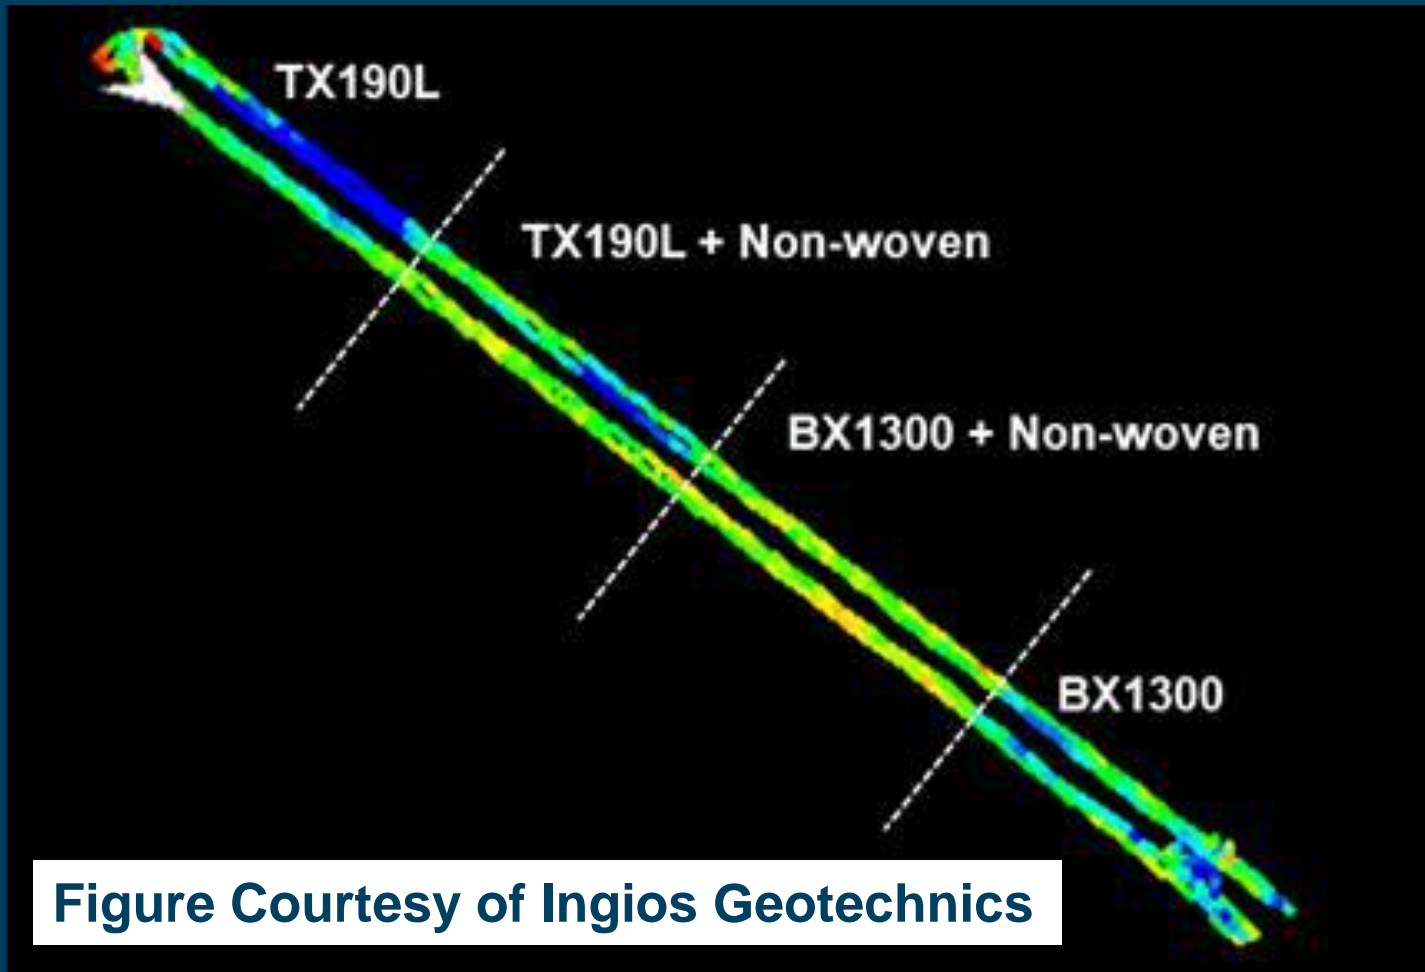 TX190L
TX190L + Non-woven
BX1300 + Non-woven
BX1300
Figure Courtesy of Ingios Geotechnics